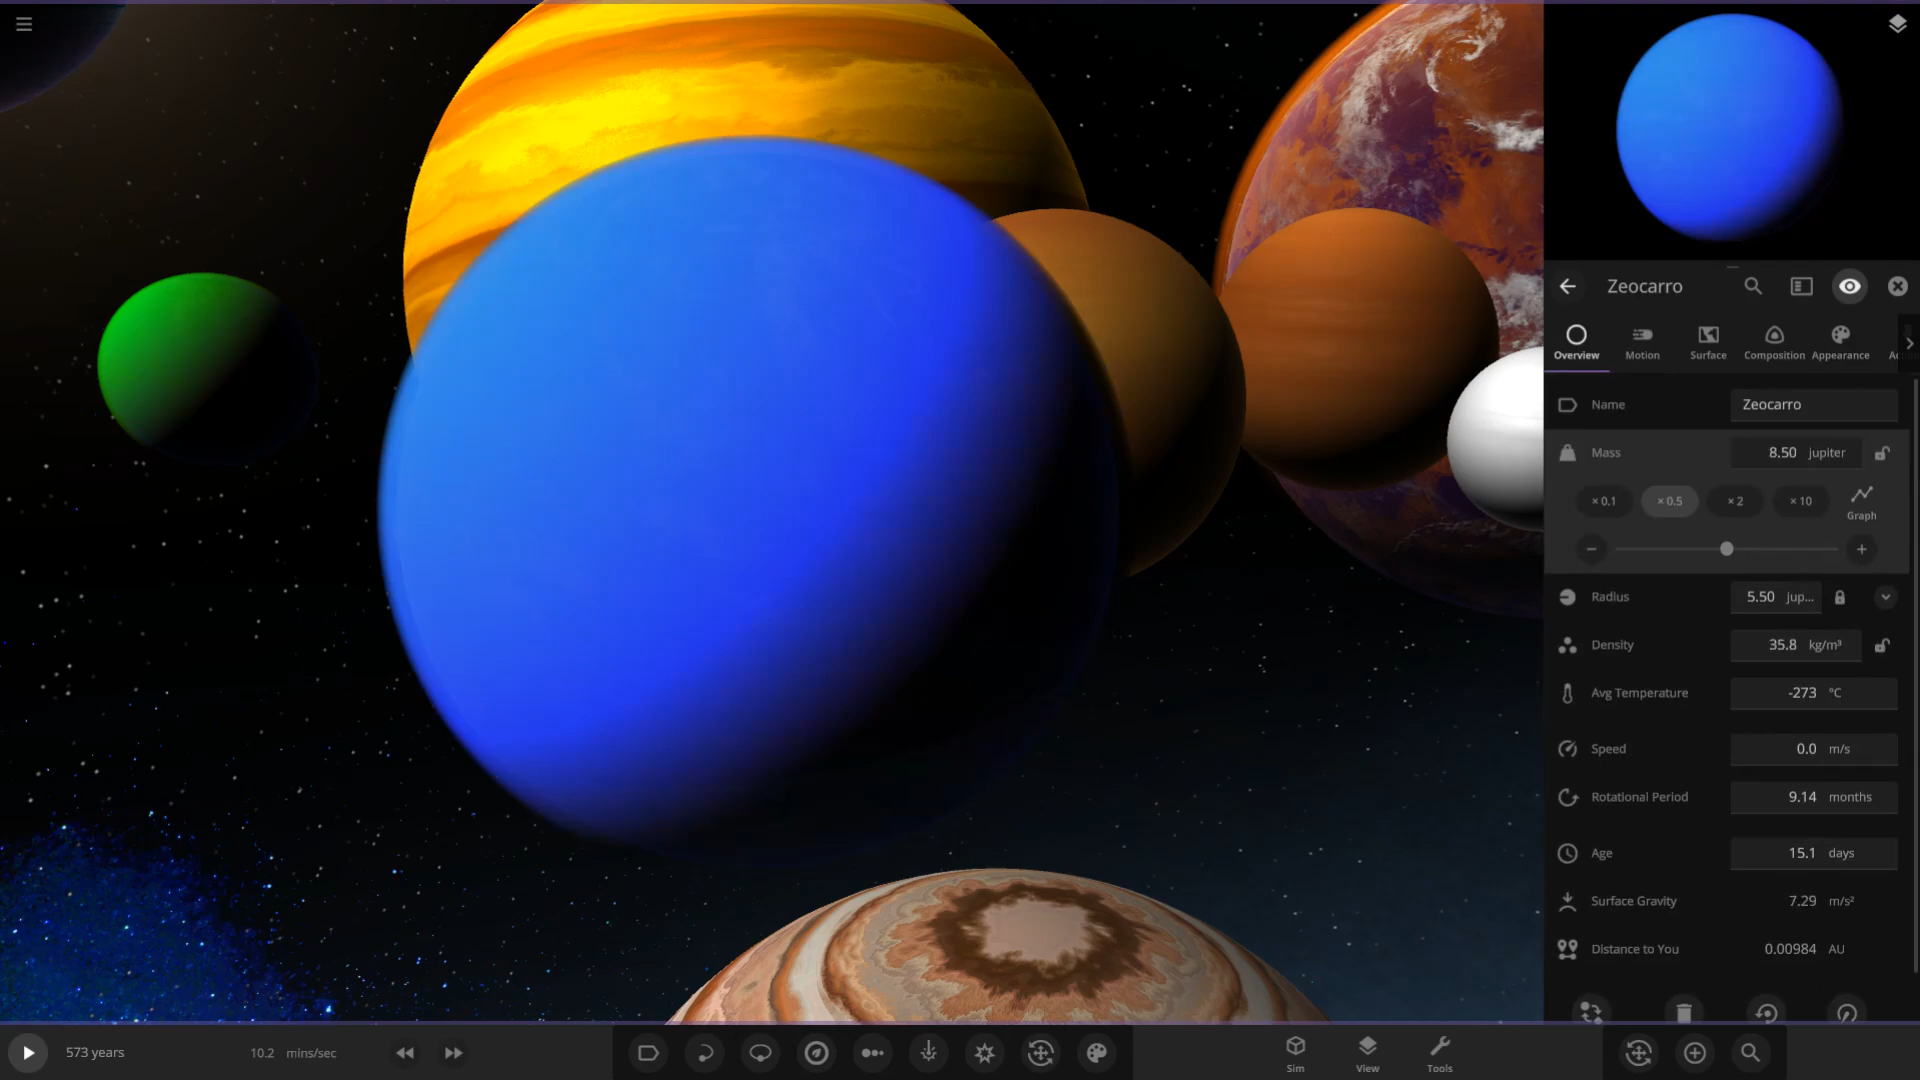 Zeocarro
Overview
Motion
Surface
Composition
Appearance
Name
Zeocarro
Mass
8.50 jupiter
× 0.1
× 0.5
× 2
× 10
Graph
Radius
5.50 jup...
Density
35.8 kg/m³
Avg Temperature
-273 °C
Speed
0.0 m/s
Rotational Period
9.14 months
Age
15.1 days
Surface Gravity
7.29 m/s²
Distance to You
0.00984 AU
573 years
10.2 mins/sec
Sim
View
Tools